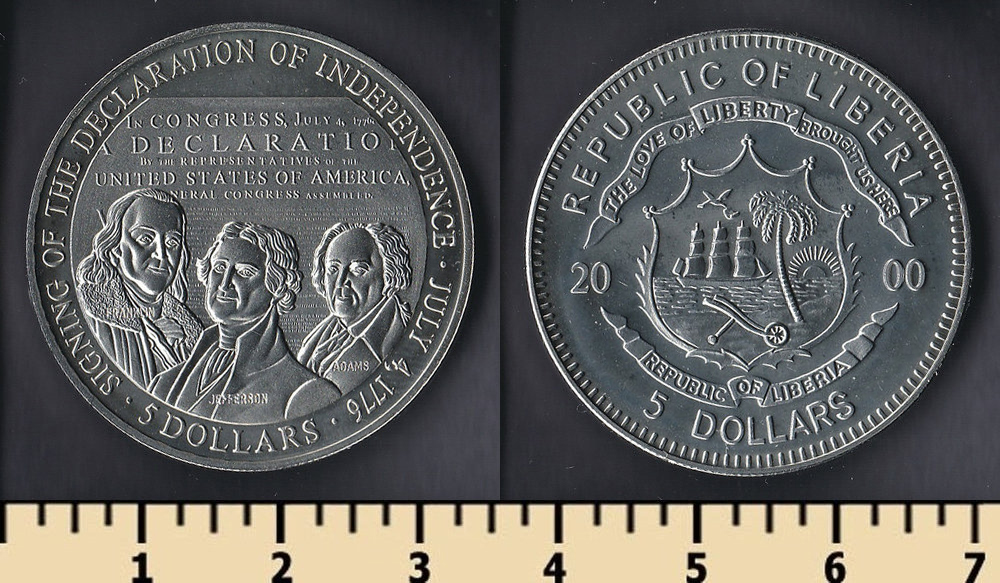 SIGNING OF THE DECLARATION OF INDEPENDENCE · JULY 4 1776 ·
IN CONGRESS, JULY 4, 1776
A DECLARATION
BY THE REPRESENTATIVES OF THE
UNITED STATES OF AMERICA,
NERAL CONGRESS ASSEMBLED.
FRANKLIN
JEFFERSON
ADAMS
· 5 DOLLARS ·
REPUBLIC OF LIBERIA
THE LOVE OF LIBERTY BROUGHT US HERE
20 00
REPUBLIC OF LIBERIA
5 DOLLARS
1 2 3 4 5 6 7